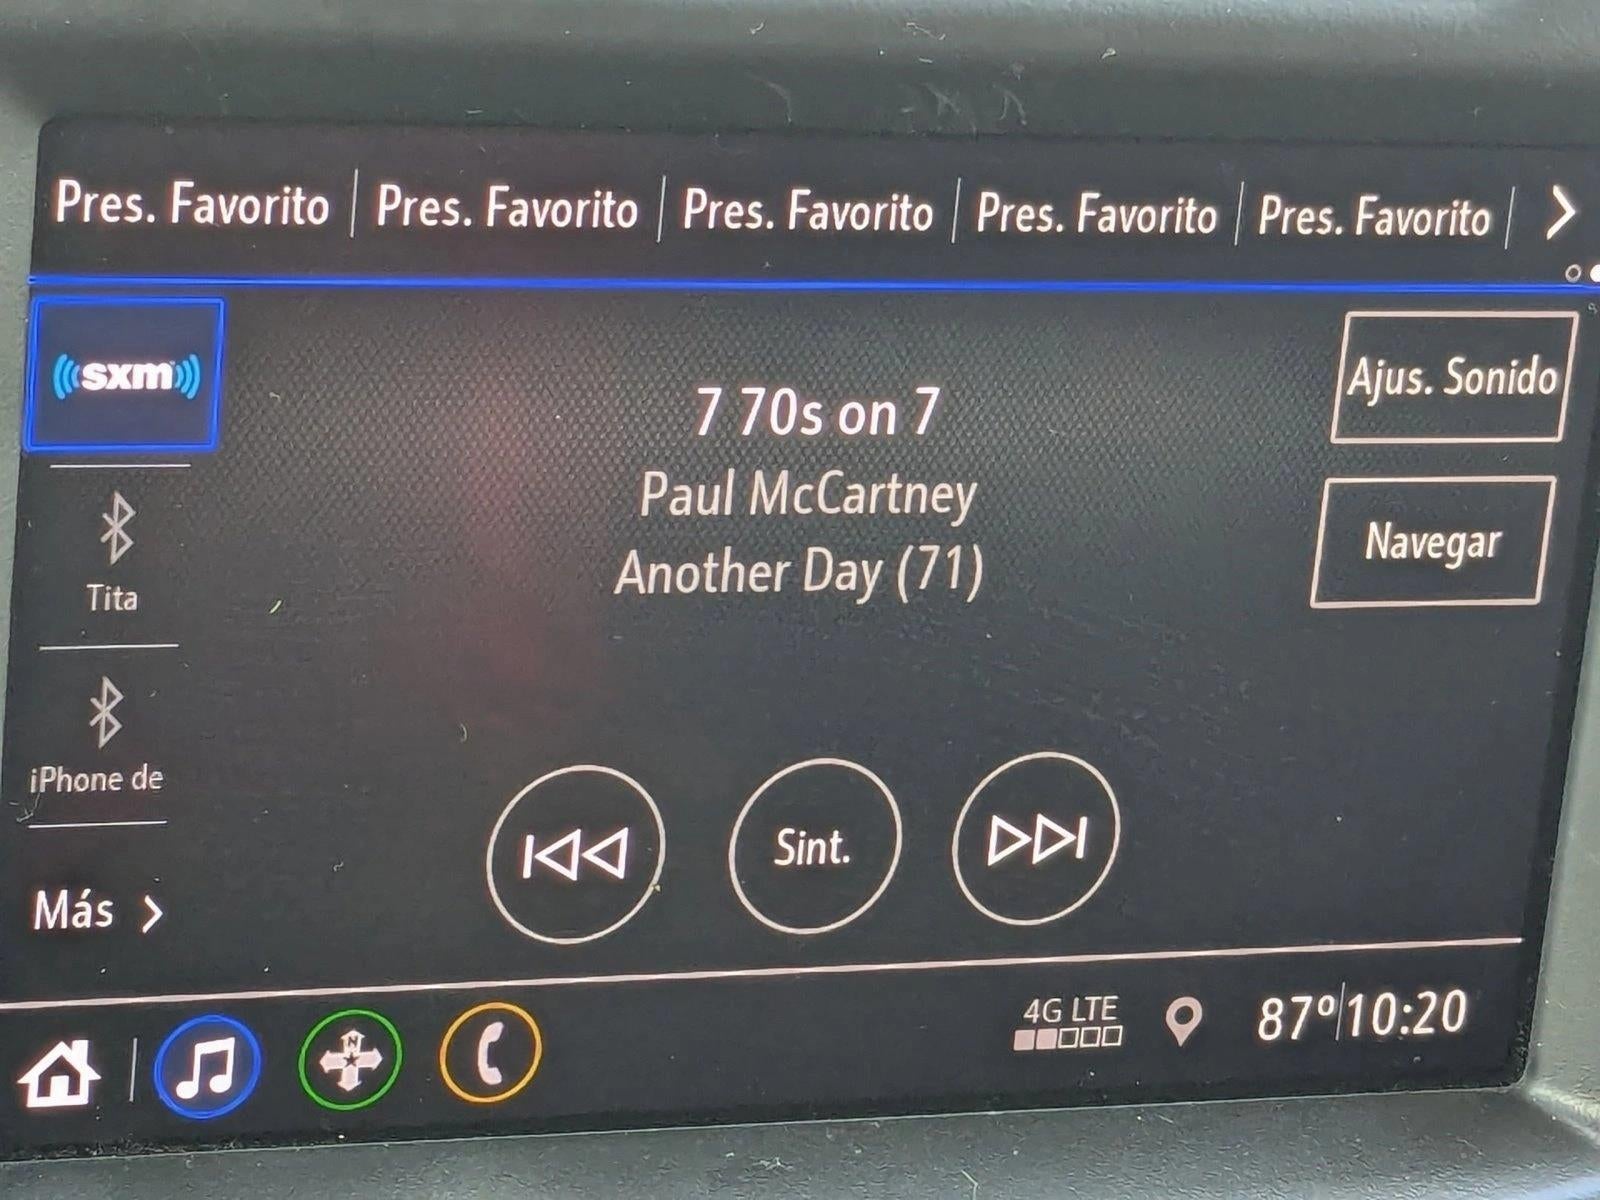 Pres. Favorito Pres. Favorito Pres. Favorito Pres. Favorito Pres. Favorito
sxm
Ajus. Sonido
7 70s on 7
Paul McCartney
Another Day (71)
Navegar
Tita
iPhone de
Sint.
Más
4G LTE
N
87° 10:20